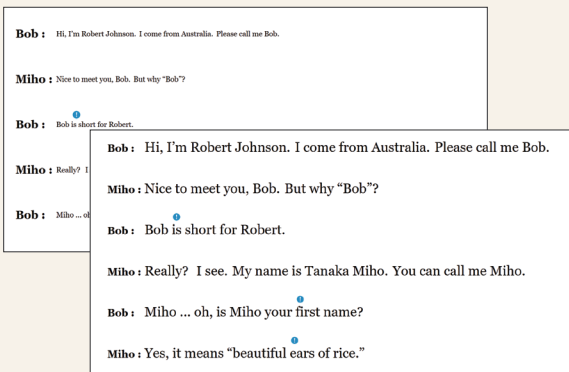 Bob : Hi, I'm Robert Johnson. I come from Australia. Please call me Bob.
Miho : Nice to meet you, Bob. But why “Bob”?
Bob : Bob is short for Robert.
Miho : Really? I
Bob : Miho ... oh
Bob : Hi, I'm Robert Johnson. I come from Australia. Please call me Bob.
Miho : Nice to meet you, Bob. But why “Bob”?
Bob : Bob is short for Robert.
Miho : Really? I see. My name is Tanaka Miho. You can call me Miho.
Bob : Miho ... oh, is Miho your first name?
Miho : Yes, it means “beautiful ears of rice.”